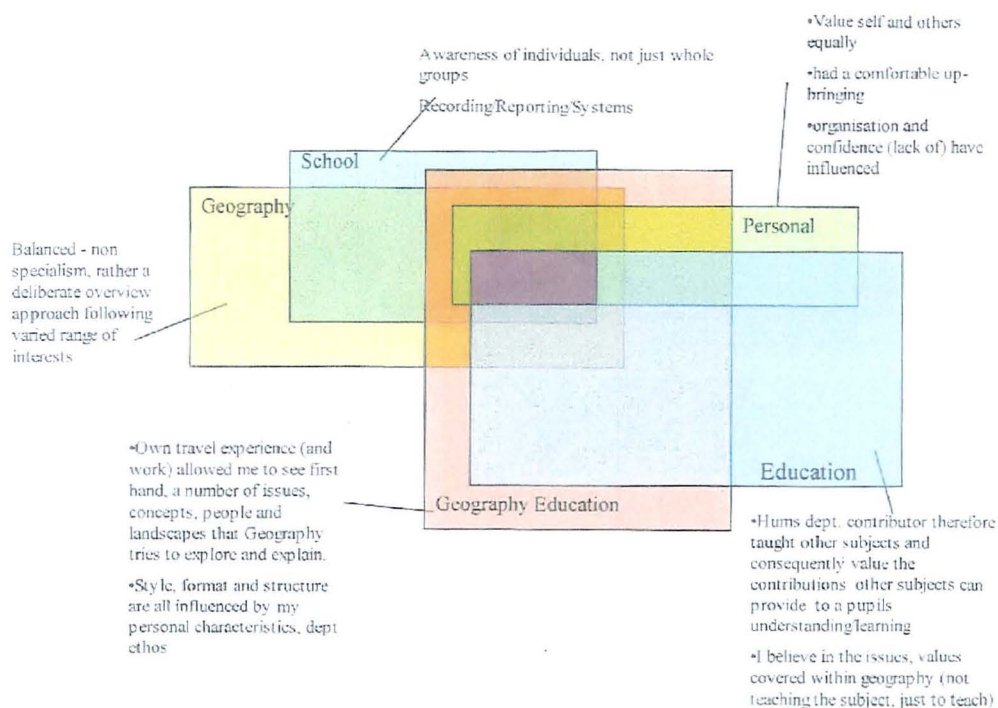 •Value self and others
equally
•had a comfortable up-
bringing
•organisation and
confidence (lack of) have
influenced
Awareness of individuals, not just whole
groups
Recording/Reporting/Systems
School
Geography
Personal
Balanced - non
specialism, rather a
deliberate overview
approach following
varied range of
interests
Education
Geography Education
•Own travel experience (and
work) allowed me to see first
hand, a number of issues,
concepts, people and
landscapes that Geography
tries to explore and explain.
•Style, format and structure
are all influenced by my
personal characteristics, dept
ethos
•Hums dept. contributor therefore
taught other subjects and
consequently value the
contributions other subjects can
provide to a pupils
understanding/learning
•I believe in the issues, values
covered within geography (not
teaching the subject, just to teach)